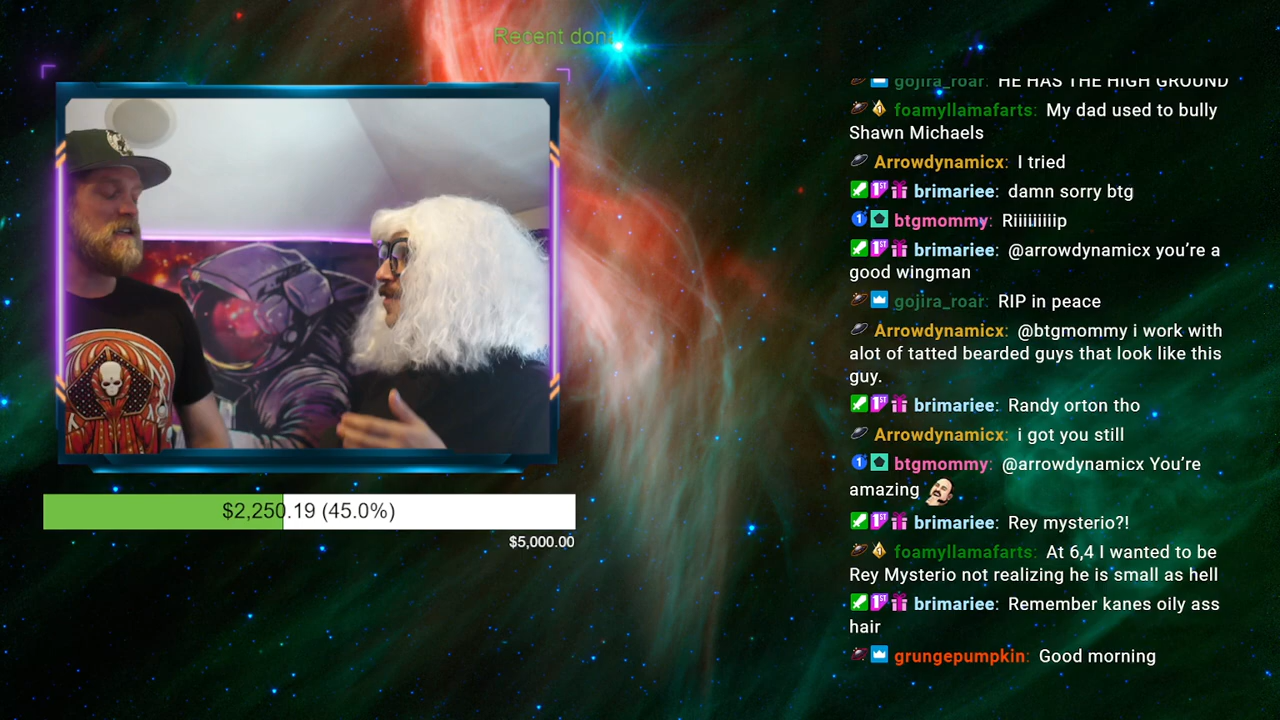 Recent don
gojira_roar: HE HAS THE HIGH GROUND
foamyllamafarts: My dad used to bully
Shawn Michaels
Arrowdynamicx: I tried
brimariee: damn sorry btg
btgmommy: Riiiiiiiiip
brimariee: @arrowdynamicx you’re a
good wingman
gojira_roar: RIP in peace
Arrowdynamicx: @btgmommy i work with
alot of tatted bearded guys that look like this
guy.
brimariee: Randy orton tho
Arrowdynamicx: i got you still
btgmommy: @arrowdynamicx You’re
amazing
brimariee: Rey mysterio?!
foamyllamafarts: At 6,4 I wanted to be
Rey Mysterio not realizing he is small as hell
brimariee: Remember kanes oily ass
hair
grungepumpkin: Good morning
$2,250.19 (45.0%)
$5,000.00